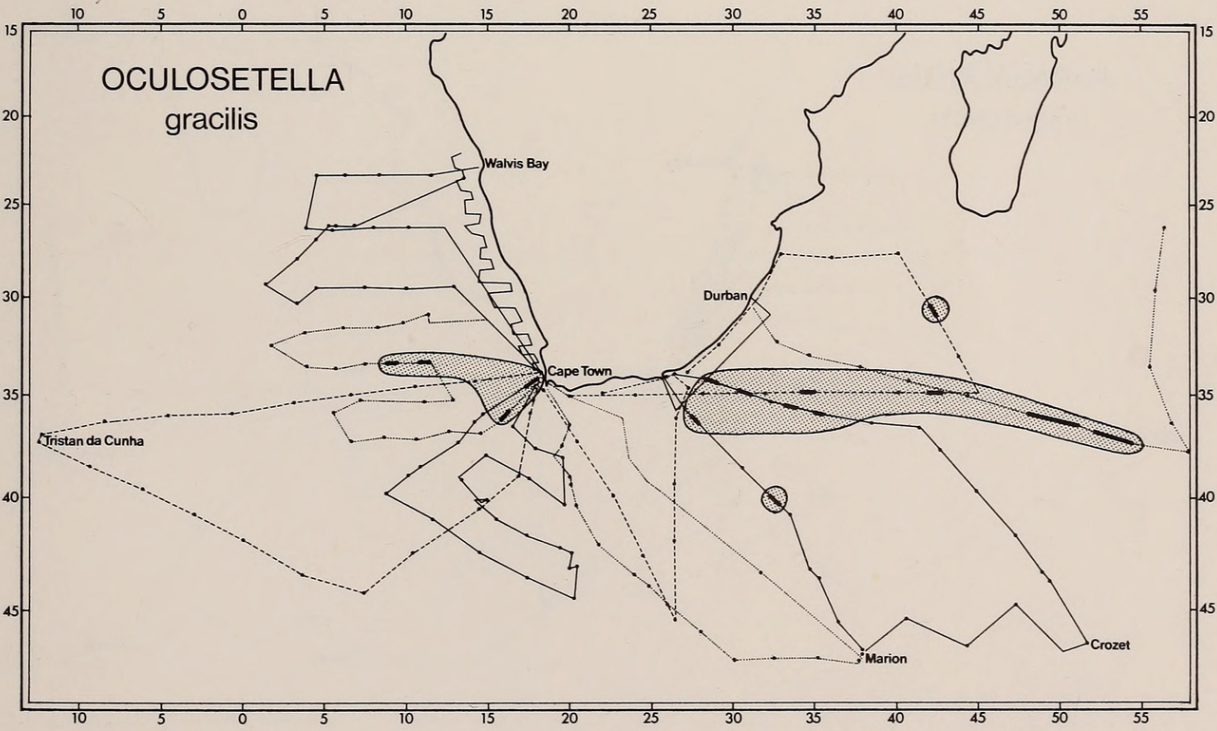 10 5 0 5 10 15 20 25 30 35 40 45 50 55
15 15
OCULOSETELLA
gracilis
20 20
Walvis Bay
25 25
Durban
30 30
Cape Town
35 35
Tristan da Cunha
40 40
45 45
Crozet
Marion
10 5 0 5 10 15 20 25 30 35 40 45 50 55